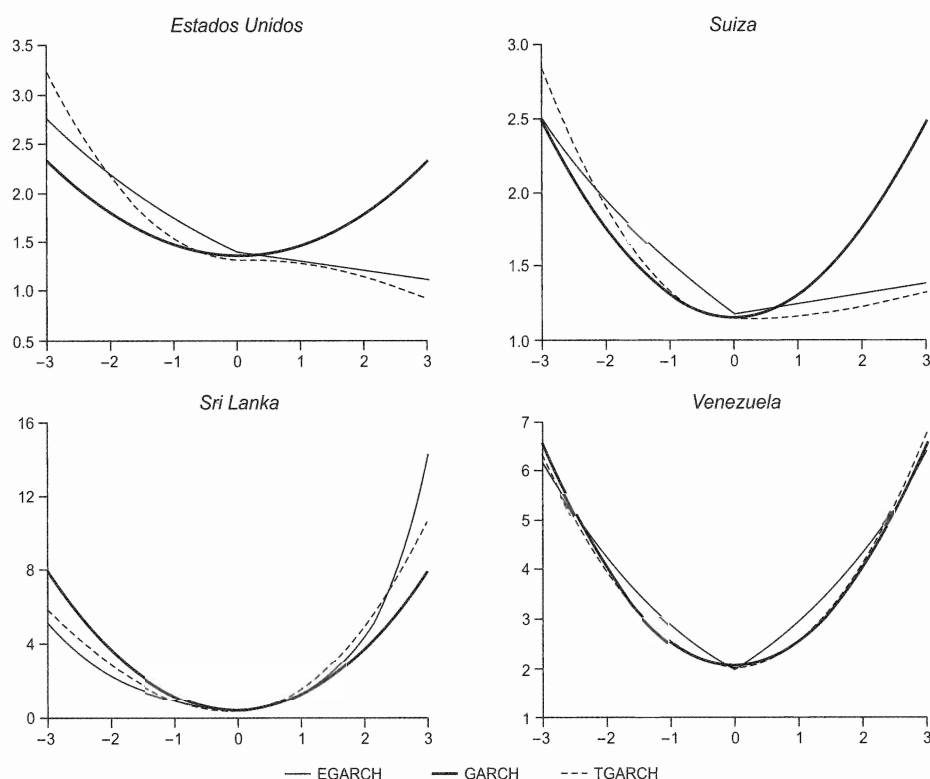 Estados Unidos
3.5
3.0
2.5
2.0
1.5
1.0
0.5
−3 −2 −1 0 1 2 3
Suiza
3.0
2.5
2.0
1.5
1.0
−3 −2 −1 0 1 2 3
Sri Lanka
16
12
8
4
0
−3 −2 −1 0 1 2 3
Venezuela
7
6
5
4
3
2
1
−3 −2 −1 0 1 2 3
EGARCH GARCH TGARCH